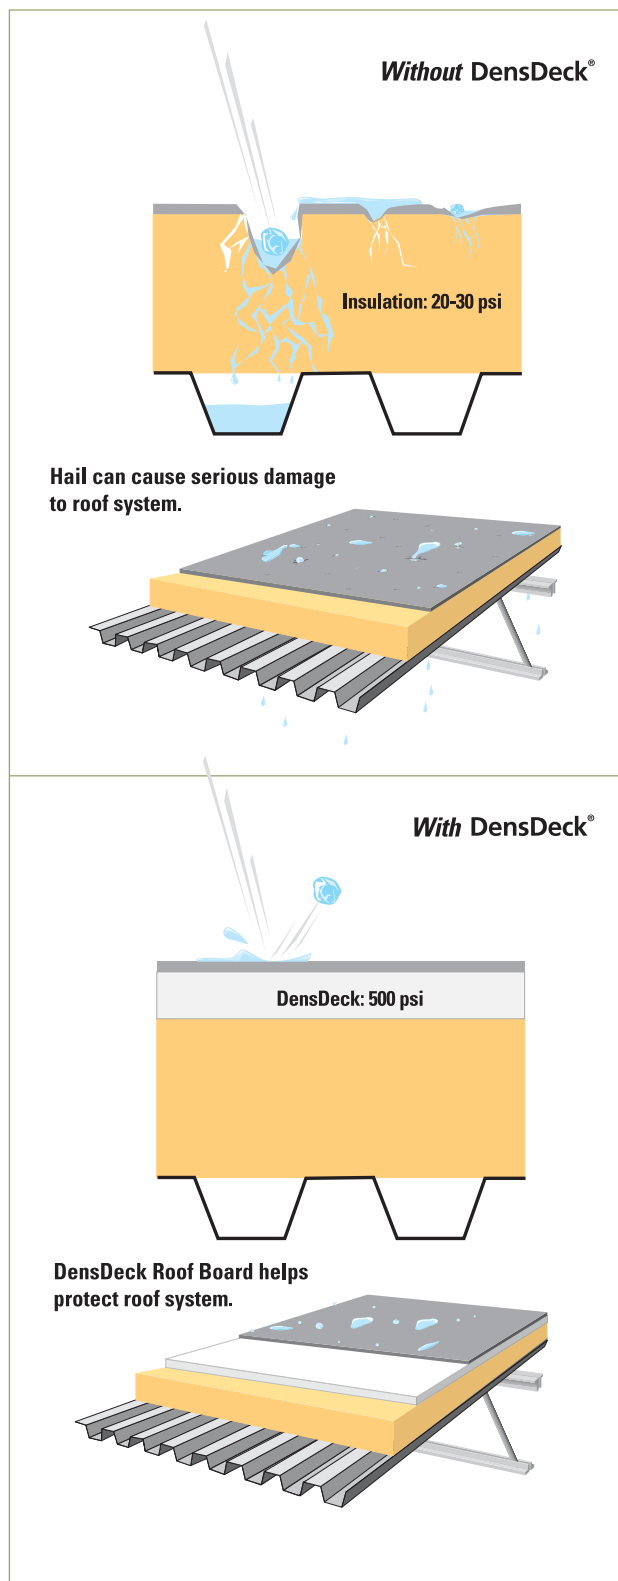 Without DensDeck®
Insulation: 20-30 psi
Hail can cause serious damage
to roof system.
With DensDeck®
DensDeck: 500 psi
DensDeck Roof Board helps
protect roof system.